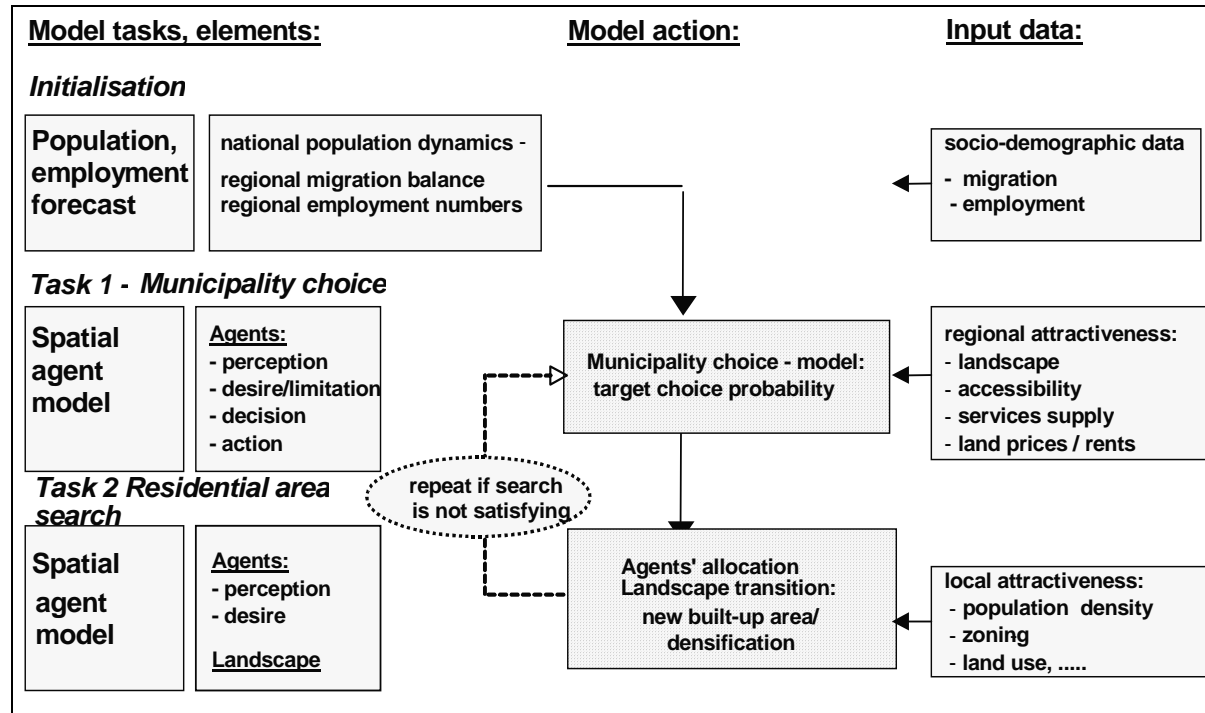 Model tasks, elements:
Model action:
Input data:
Initialisation
Population,
employment
forecast
national population dynamics -
regional migration balance
regional employment numbers
socio-demographic data
- migration
- employment
Task 1 - Municipality choice
Spatial
agent
model
Agents:
- perception
- desire/limitation
- decision
- action
Municipality choice - model:
target choice probability
regional attractiveness:
- landscape
- accessibility
- services supply
- land prices / rents
Task 2 Residential area
search
repeat if search
is not satisfying
Spatial
agent
model
Agents:
- perception
- desire
Landscape
Agents' allocation
Landscape transition:
new built-up area/
densification
local attractiveness:
- population density
- zoning
- land use, .....